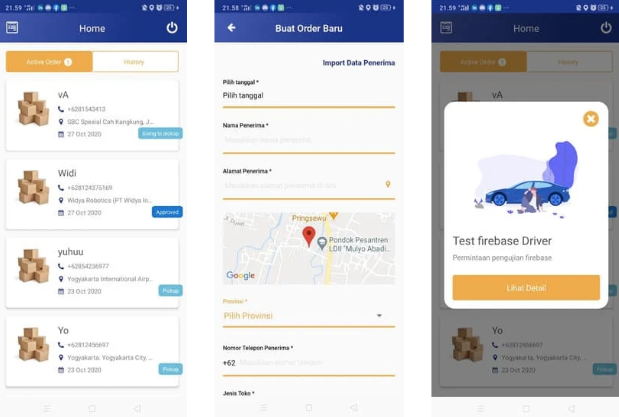 21.59
Home
Active Order 1
History
vA
+6281543413
SBC Spesial Cah Kangkung, J...
27 Oct 2020
Going to pickup
Widi
+628124375169
Widya Robotics (PT Widya In...
27 Oct 2020
Approved
yuhuu
+62854236977
Yogyakarta International Airp...
23 Oct 2020
Pickup
Yo
+62812456697
Yogyakarta, Yogyakarta City, ...
23 Oct 2020
Pickup
21.58
Buat Order Baru
Import Data Penerima
Pilih tanggal *
Pilih tanggal
Nama Penerima *
Masukkan nama penerima
Alamat Penerima *
Masukkan alamat penerima di sini
Pringsewu
Pondok Pesantren
LDII "Mulyo Abadi...
Google
Provinsi *
Pilih Provinsi
Nomor Telepon Penerima *
+62 Masukkan nomor telepon
Jenis Toko *
21.59
Home
Active Order
History
vA
Test firebase Driver
Permintaan pengujian firebase
Lihat Detail
Yo
Yogyakarta, Yogyakarta City, ...
23 Oct 2020
Pickup